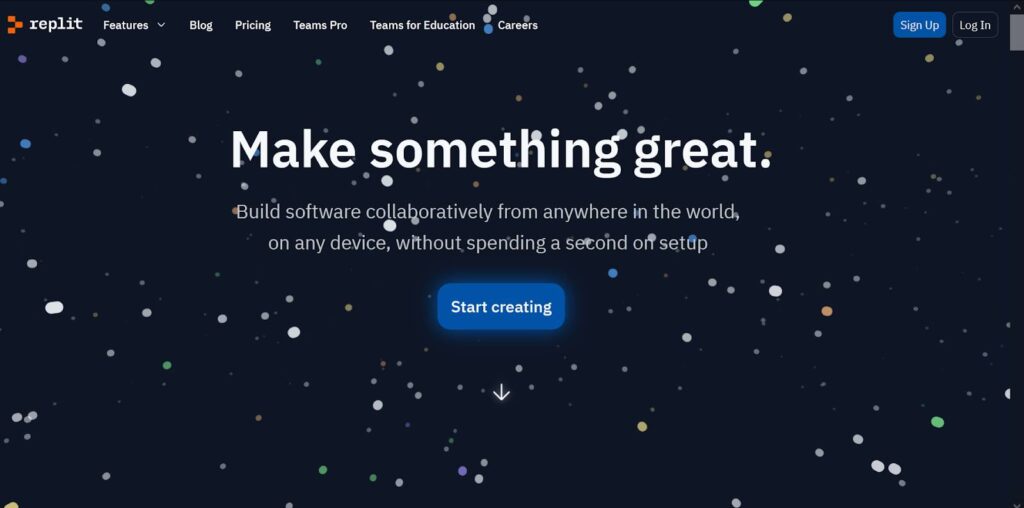 replit
Features
Blog
Pricing
Teams Pro
Teams for Education
Careers
Sign Up
Log In
Make something great.
Build software collaboratively from anywhere in the world,
on any device, without spending a second on setup
Start creating